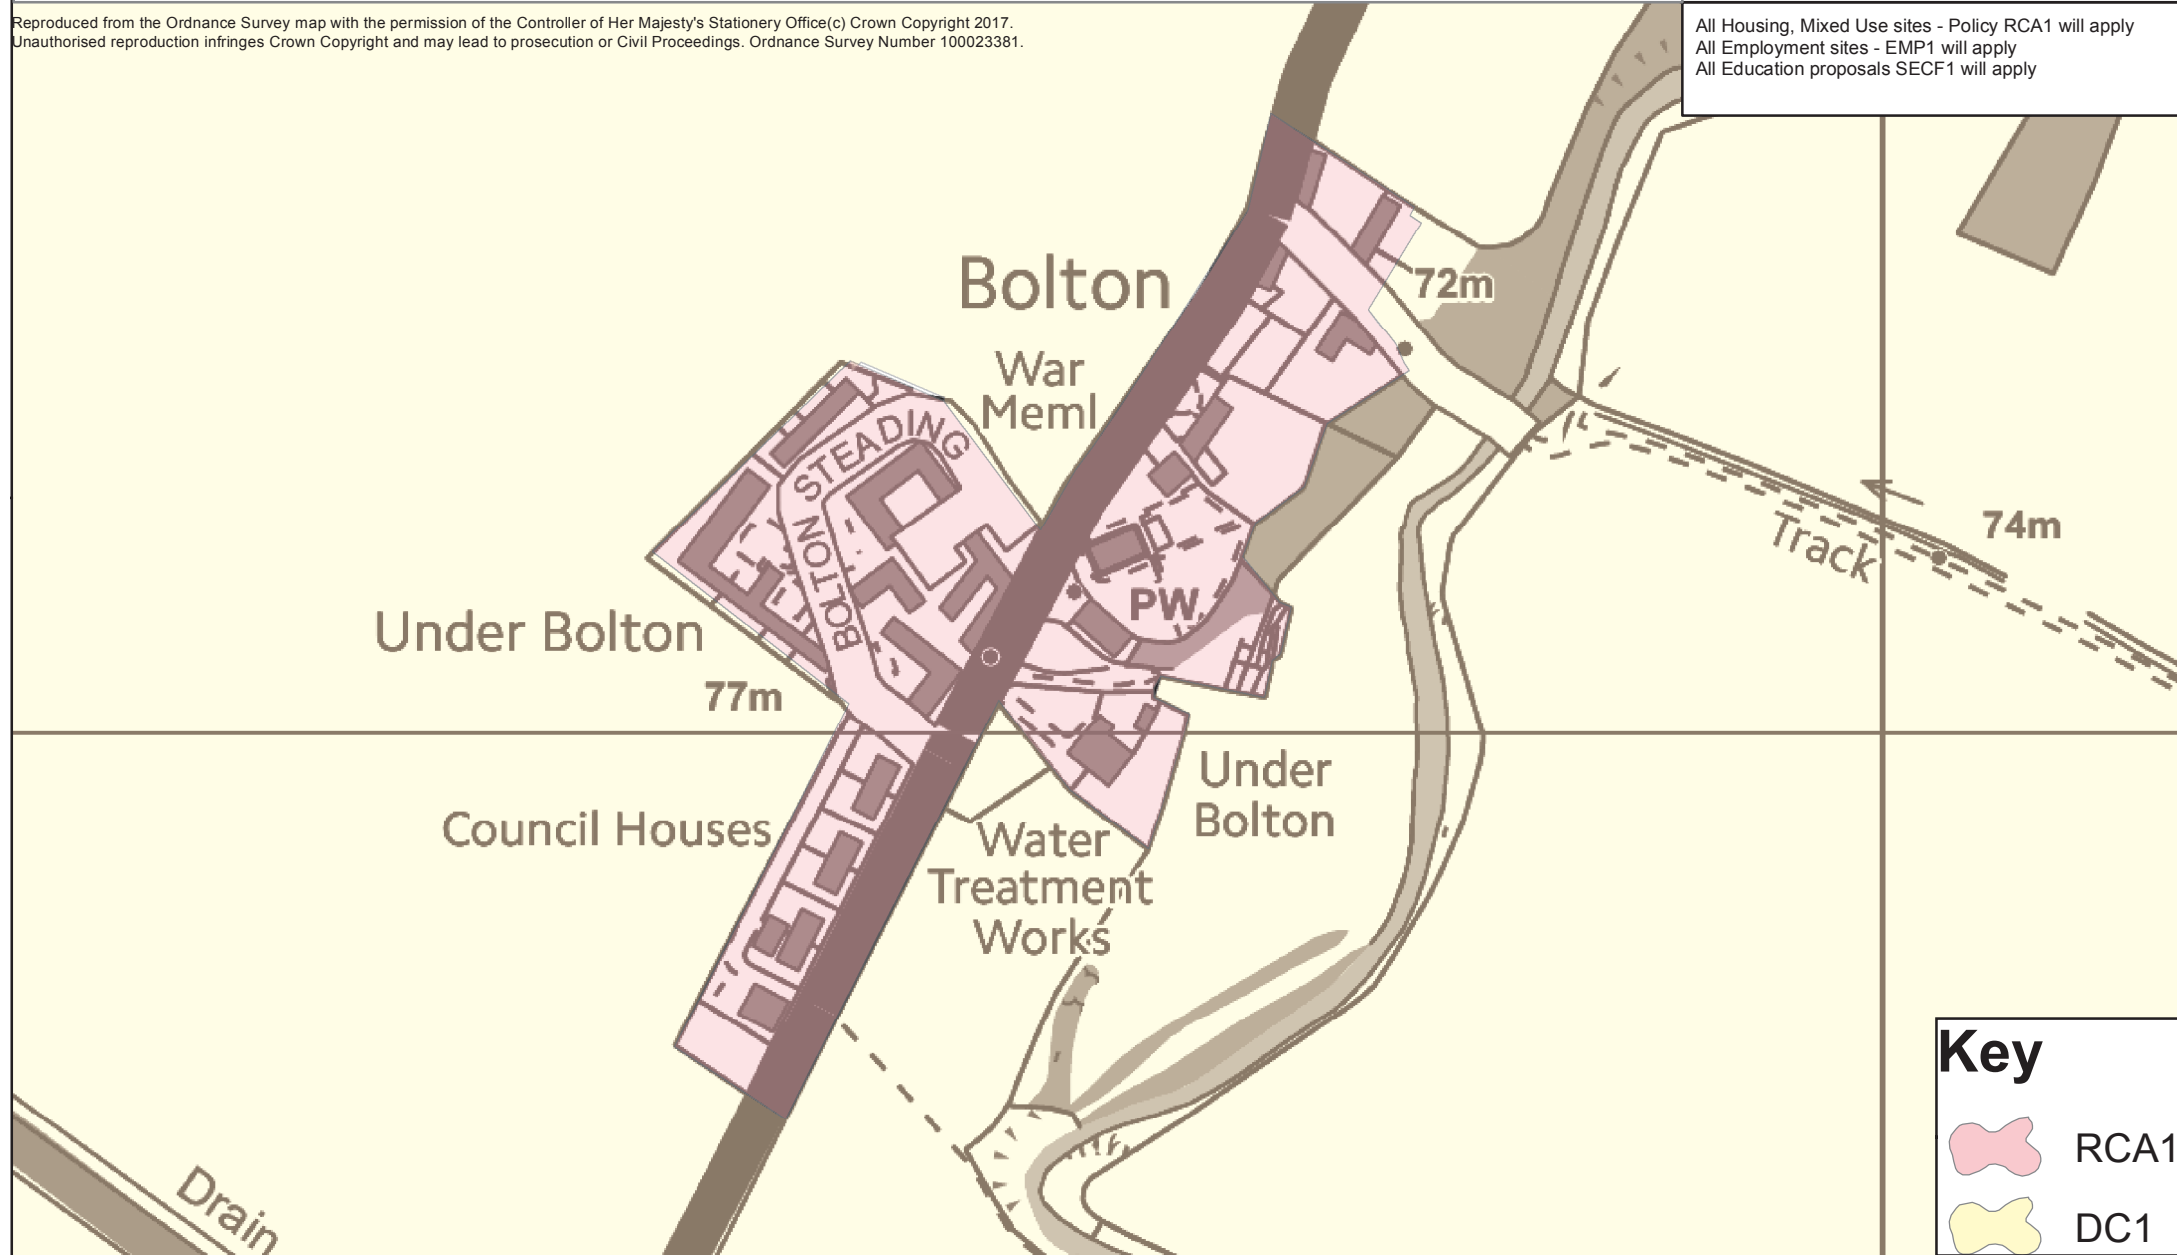 Reproduced from the Ordnance Survey map with the permission of the Controller of Her Majesty's Stationery Office(c) Crown Copyright 2017.
Unauthorised reproduction infringes Crown Copyright and may lead to prosecution or Civil Proceedings. Ordnance Survey Number 100023381.
All Housing, Mixed Use sites - Policy RCA1 will apply
All Employment sites - EMP1 will apply
All Education proposals SECF1 will apply
Bolton
72m
War
Meml
BOLTON STEADING
Track
74m
PW
Under Bolton
77m
Under
Bolton
Council Houses
Water
Treatment
Works
Drain
Key
RCA1
DC1